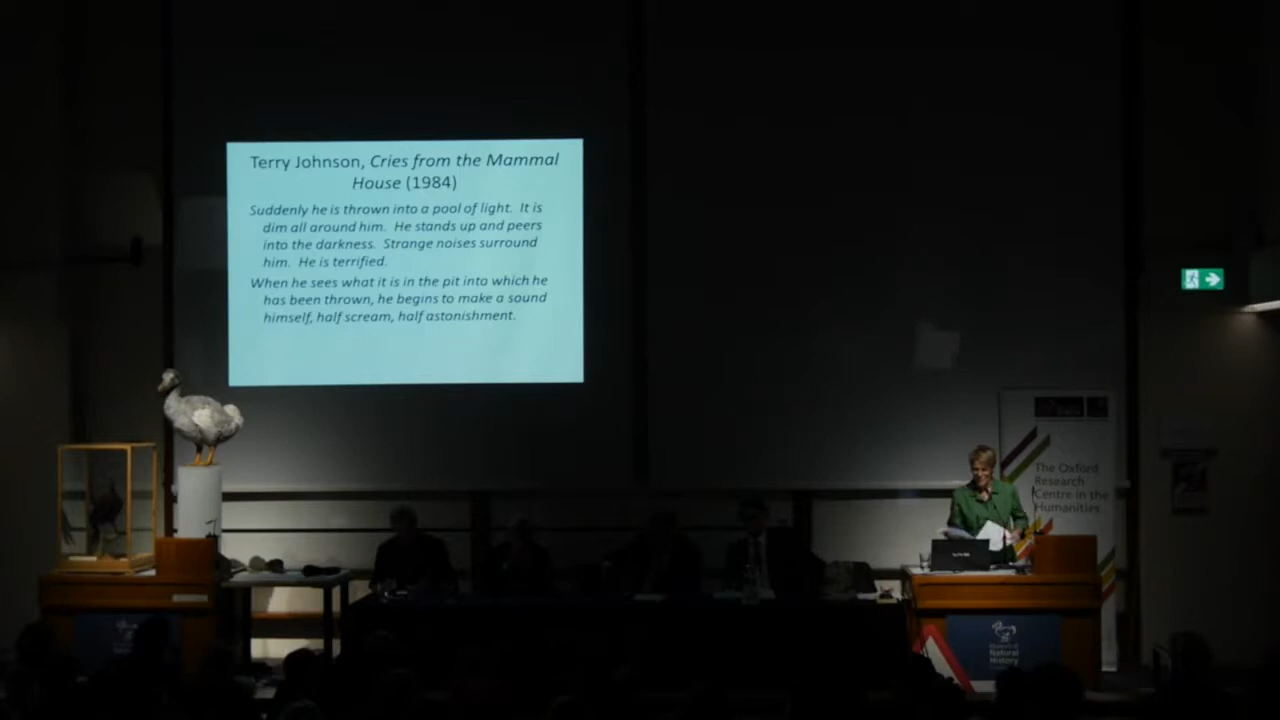 Terry Johnson, Cries from the Mammal
House (1984)
Suddenly he is thrown into a pool of light. It is
dim all around him. He stands up and peers
into the darkness. Strange noises surround
him. He is terrified.
When he sees what it is in the pit into which he
has been thrown, he begins to make a sound
himself, half scream, half astonishment.
The Oxford
Research
Centre in the
Humanities
Natural
History